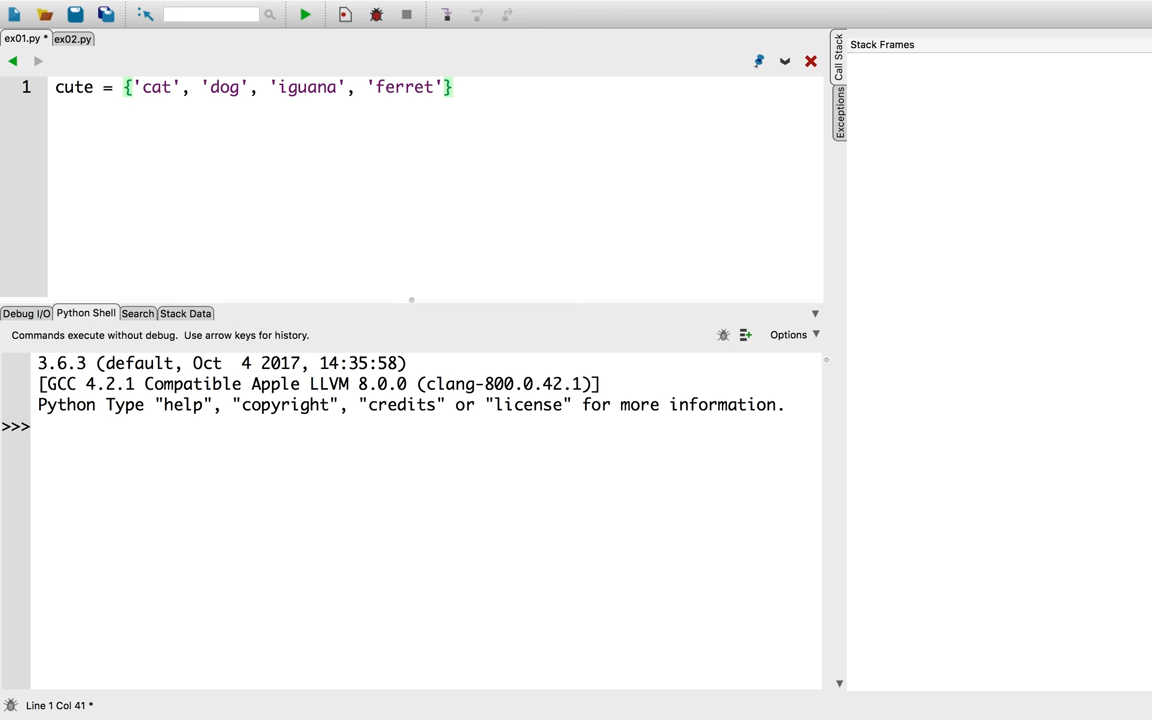 ex01.py * ex02.py
1 cute = {'cat', 'dog', 'iguana', 'ferret'}
Call Stack
Exceptions
Stack Frames
Debug I/O Python Shell Search Stack Data
Commands execute without debug. Use arrow keys for history.
Options
3.6.3 (default, Oct  4 2017, 14:35:58)
[GCC 4.2.1 Compatible Apple LLVM 8.0.0 (clang-800.0.42.1)]
Python Type "help", "copyright", "credits" or "license" for more information.
>>>
Line 1 Col 41 *